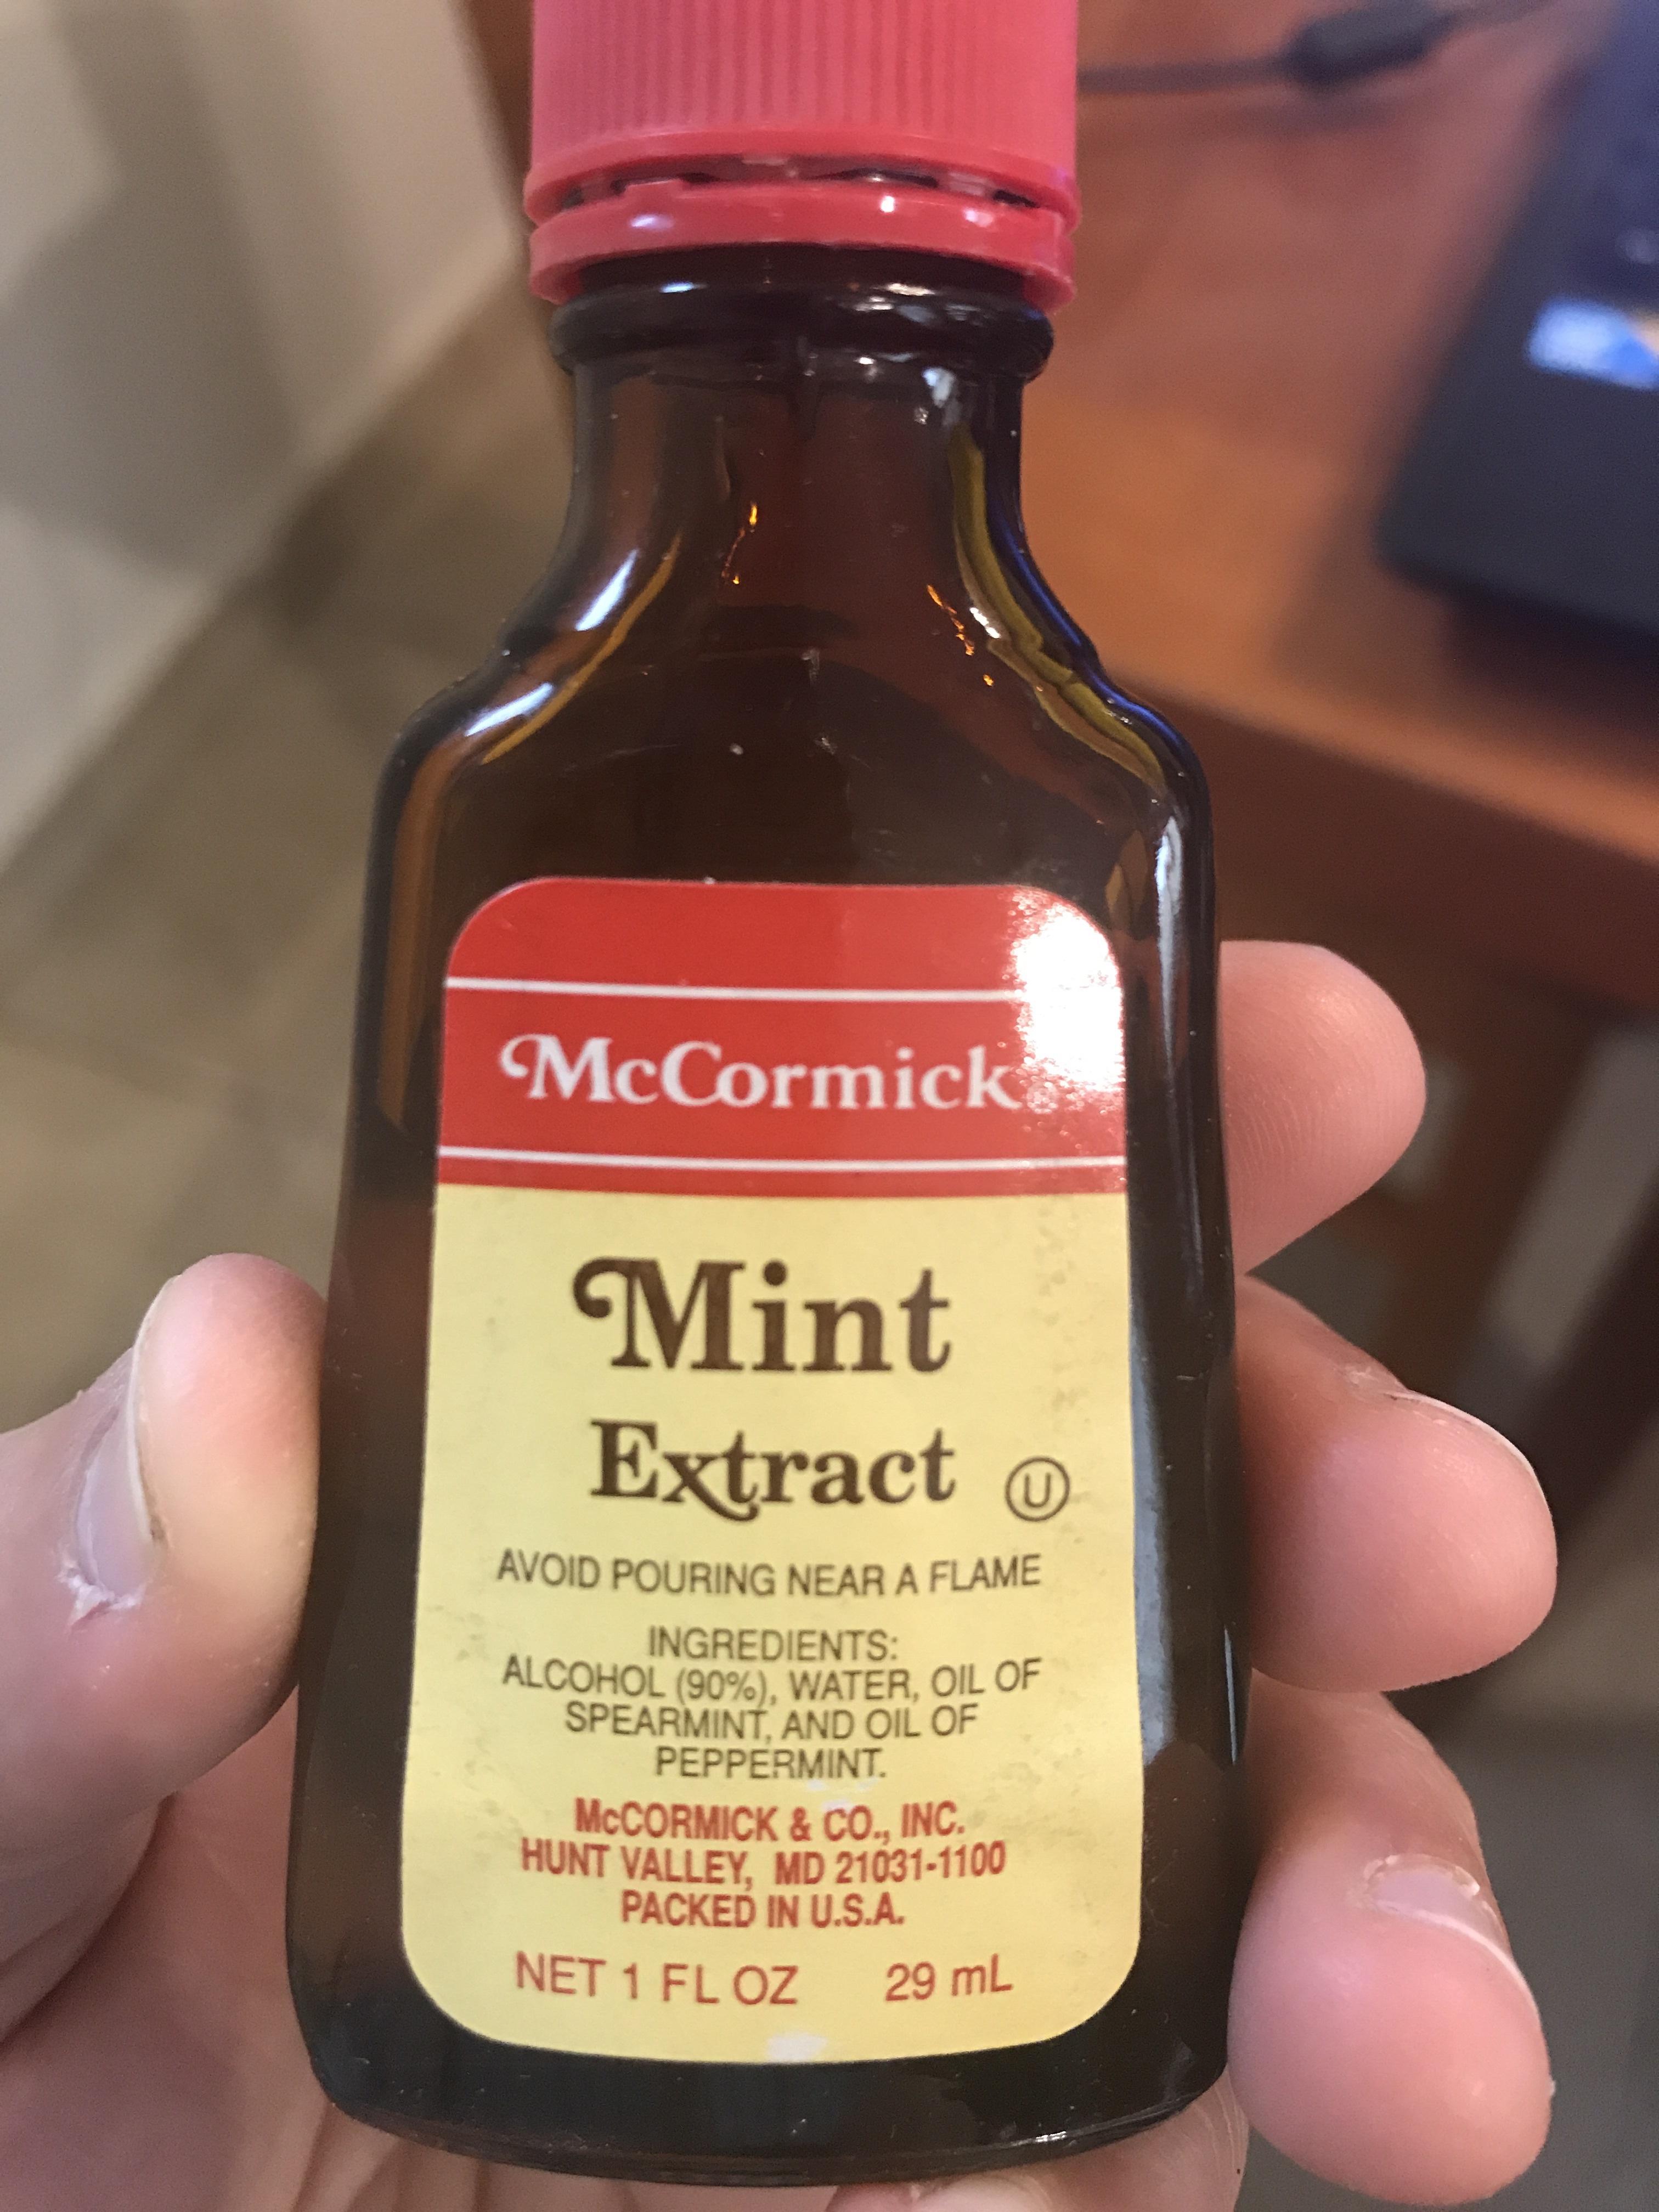 McCormick®
Mint
Extract Ⓤ
AVOID POURING NEAR A FLAME
INGREDIENTS:
ALCOHOL (90%), WATER, OIL OF
SPEARMINT, AND OIL OF
PEPPERMINT.
McCORMICK & CO., INC.
HUNT VALLEY, MD 21031-1100
PACKED IN U.S.A.
NET 1 FL OZ 29 mL